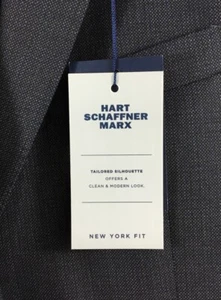 HART
SCHAFFNER
MARX
TAILORED SILHOUETTE
OFFERS A
CLEAN & MODERN LOOK.
NEW YORK FIT